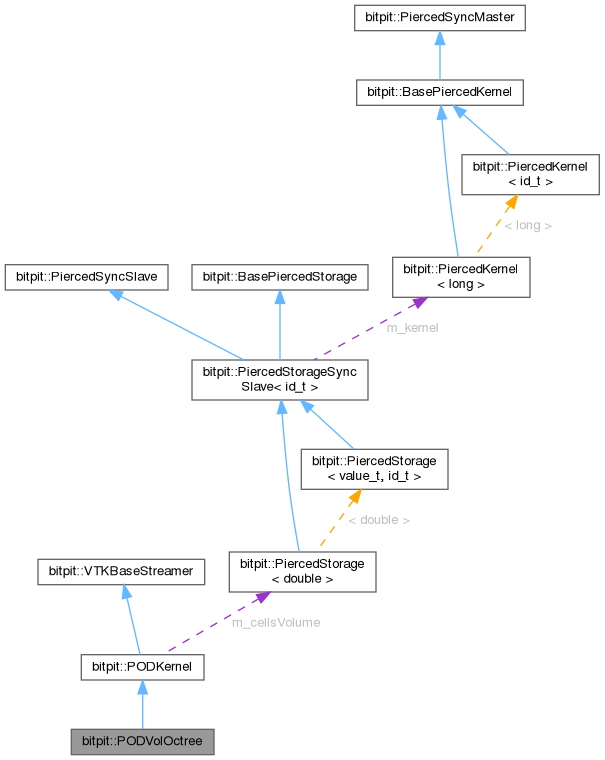 bitpit::PiercedSyncMaster
bitpit::BasePiercedKernel
bitpit::PiercedKernel
< id_t >
< long >
bitpit::PiercedKernel
< long >
bitpit::PiercedSyncSlave
bitpit::BasePiercedStorage
m_kernel
bitpit::PiercedStorageSync
Slave< id_t >
bitpit::PiercedStorage
< value_t, id_t >
< double >
bitpit::PiercedStorage
< double >
bitpit::VTKBaseStreamer
m_cellsVolume
bitpit::PODKernel
bitpit::PODVolOctree